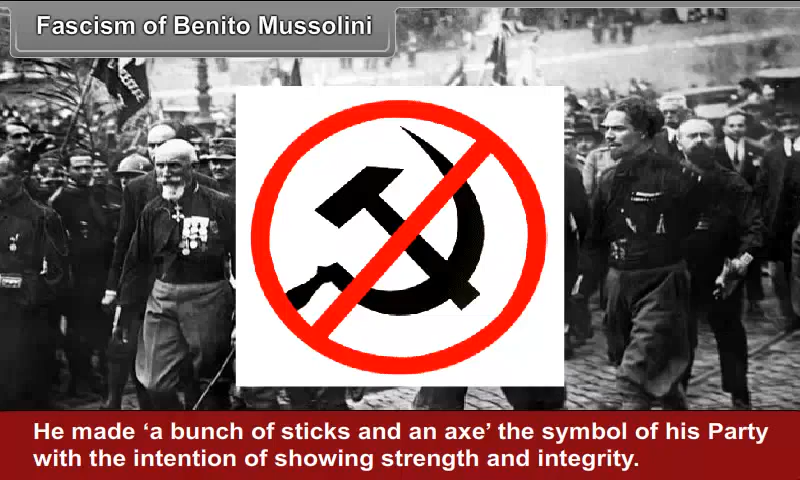 Fascism of Benito Mussolini
He made ‘a bunch of sticks and an axe’ the symbol of his Party
with the intention of showing strength and integrity.